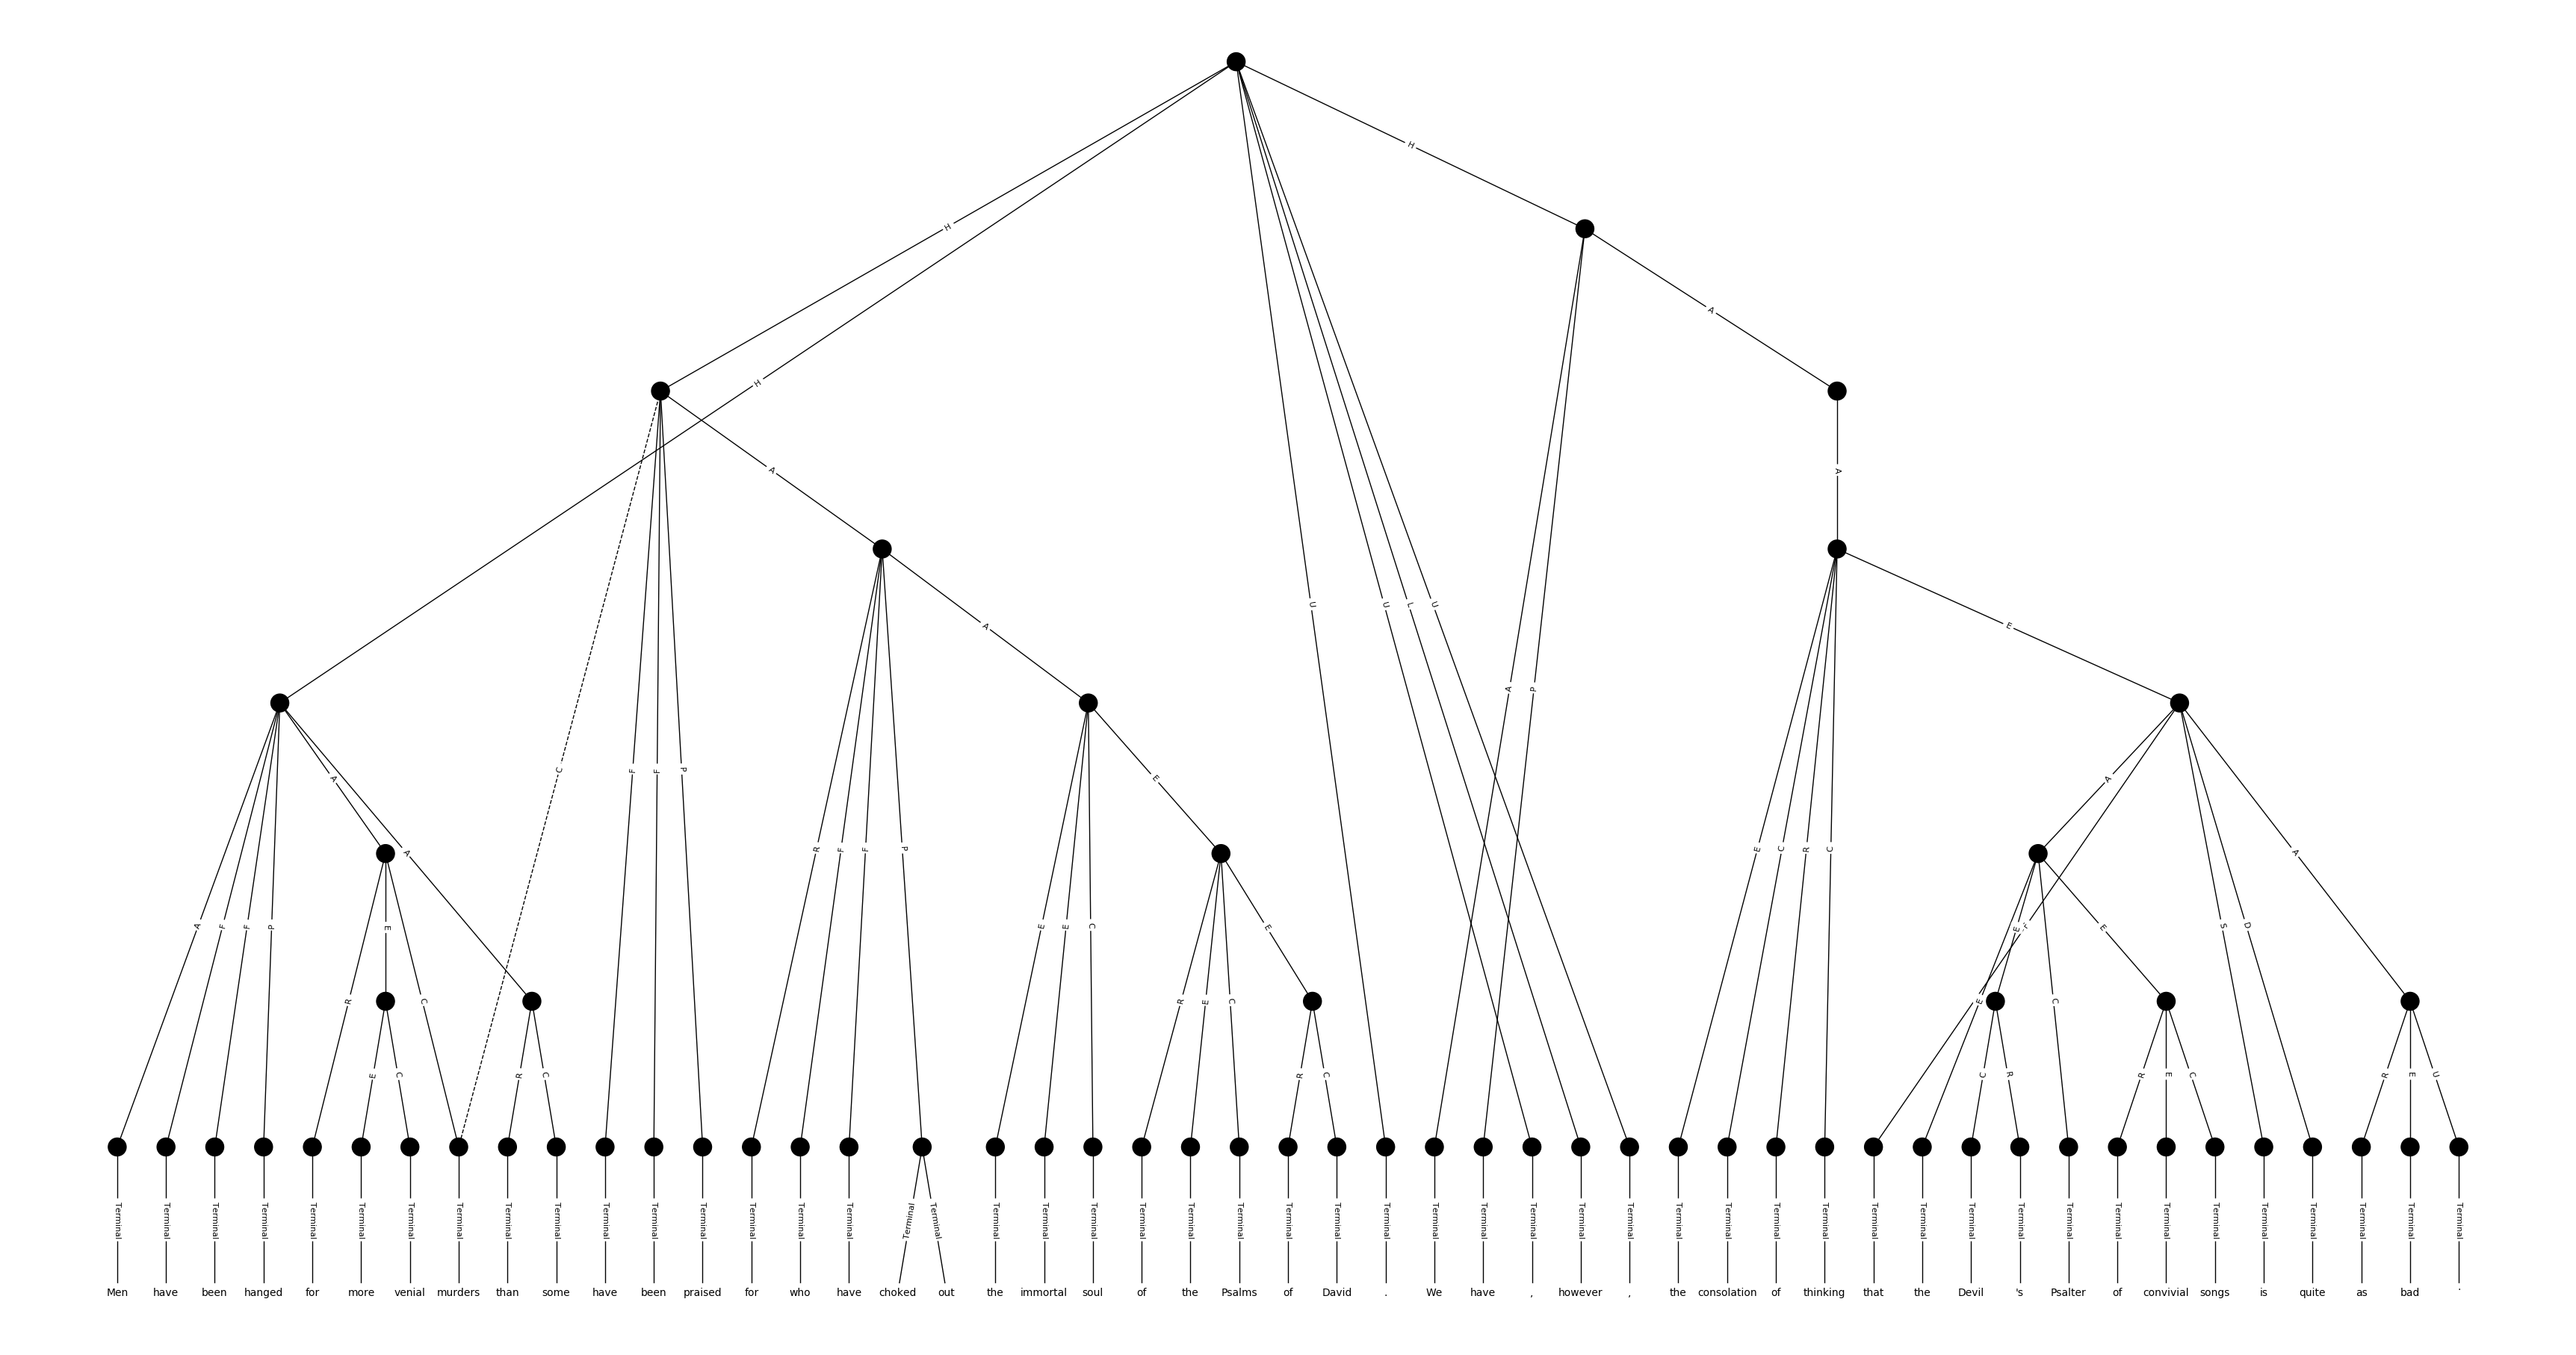 H
H
H
A
A
A
A
E
U
U
L
U
A
P
C
F
F
P
A
A
E
A
E
C
R
C
R
F
F
P
A
A
F
F
P
E
E
E
C
E
E
F
E
S
D
R
C
R
E
C
E
C
E
R
E
C
R
C
R
C
C
R
R
E
C
R
E
U
Terminal Terminal Terminal Terminal Terminal Terminal Terminal Terminal Terminal Terminal Terminal Terminal Terminal Terminal Terminal Terminal Terminal Terminal Terminal Terminal Terminal Terminal Terminal Terminal Terminal Terminal Terminal Terminal Terminal Terminal Terminal Terminal Terminal Terminal Terminal Terminal Terminal Terminal Terminal Terminal Terminal Terminal Terminal Terminal Terminal Terminal Terminal Terminal Terminal
Men have been hanged for more venial murders than some have been praised for who have choked out the immortal soul of the Psalms of David . We have , however , the consolation of thinking that the Devil 's Psalter of convivial songs is quite as bad .